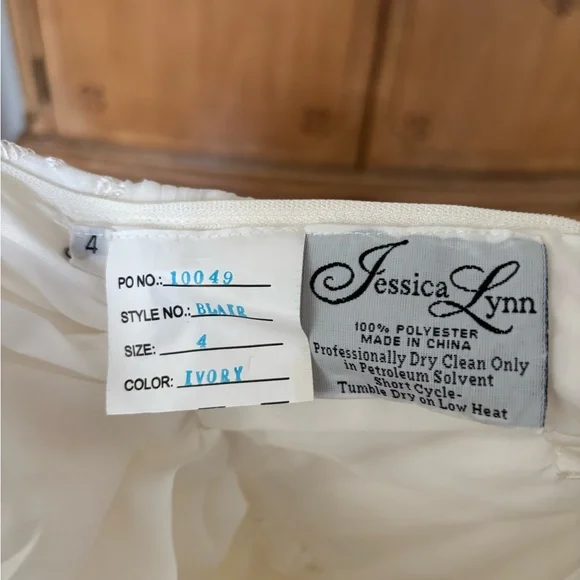 4
PO NO.: 10049
STYLE NO.: BLAIR
SIZE: 4
COLOR: IVORY
Jessica Lynn
100% POLYESTER
MADE IN CHINA
Professionally Dry Clean Only
in Petroleum Solvent
Short Cycle-
Tumble Dry on Low Heat